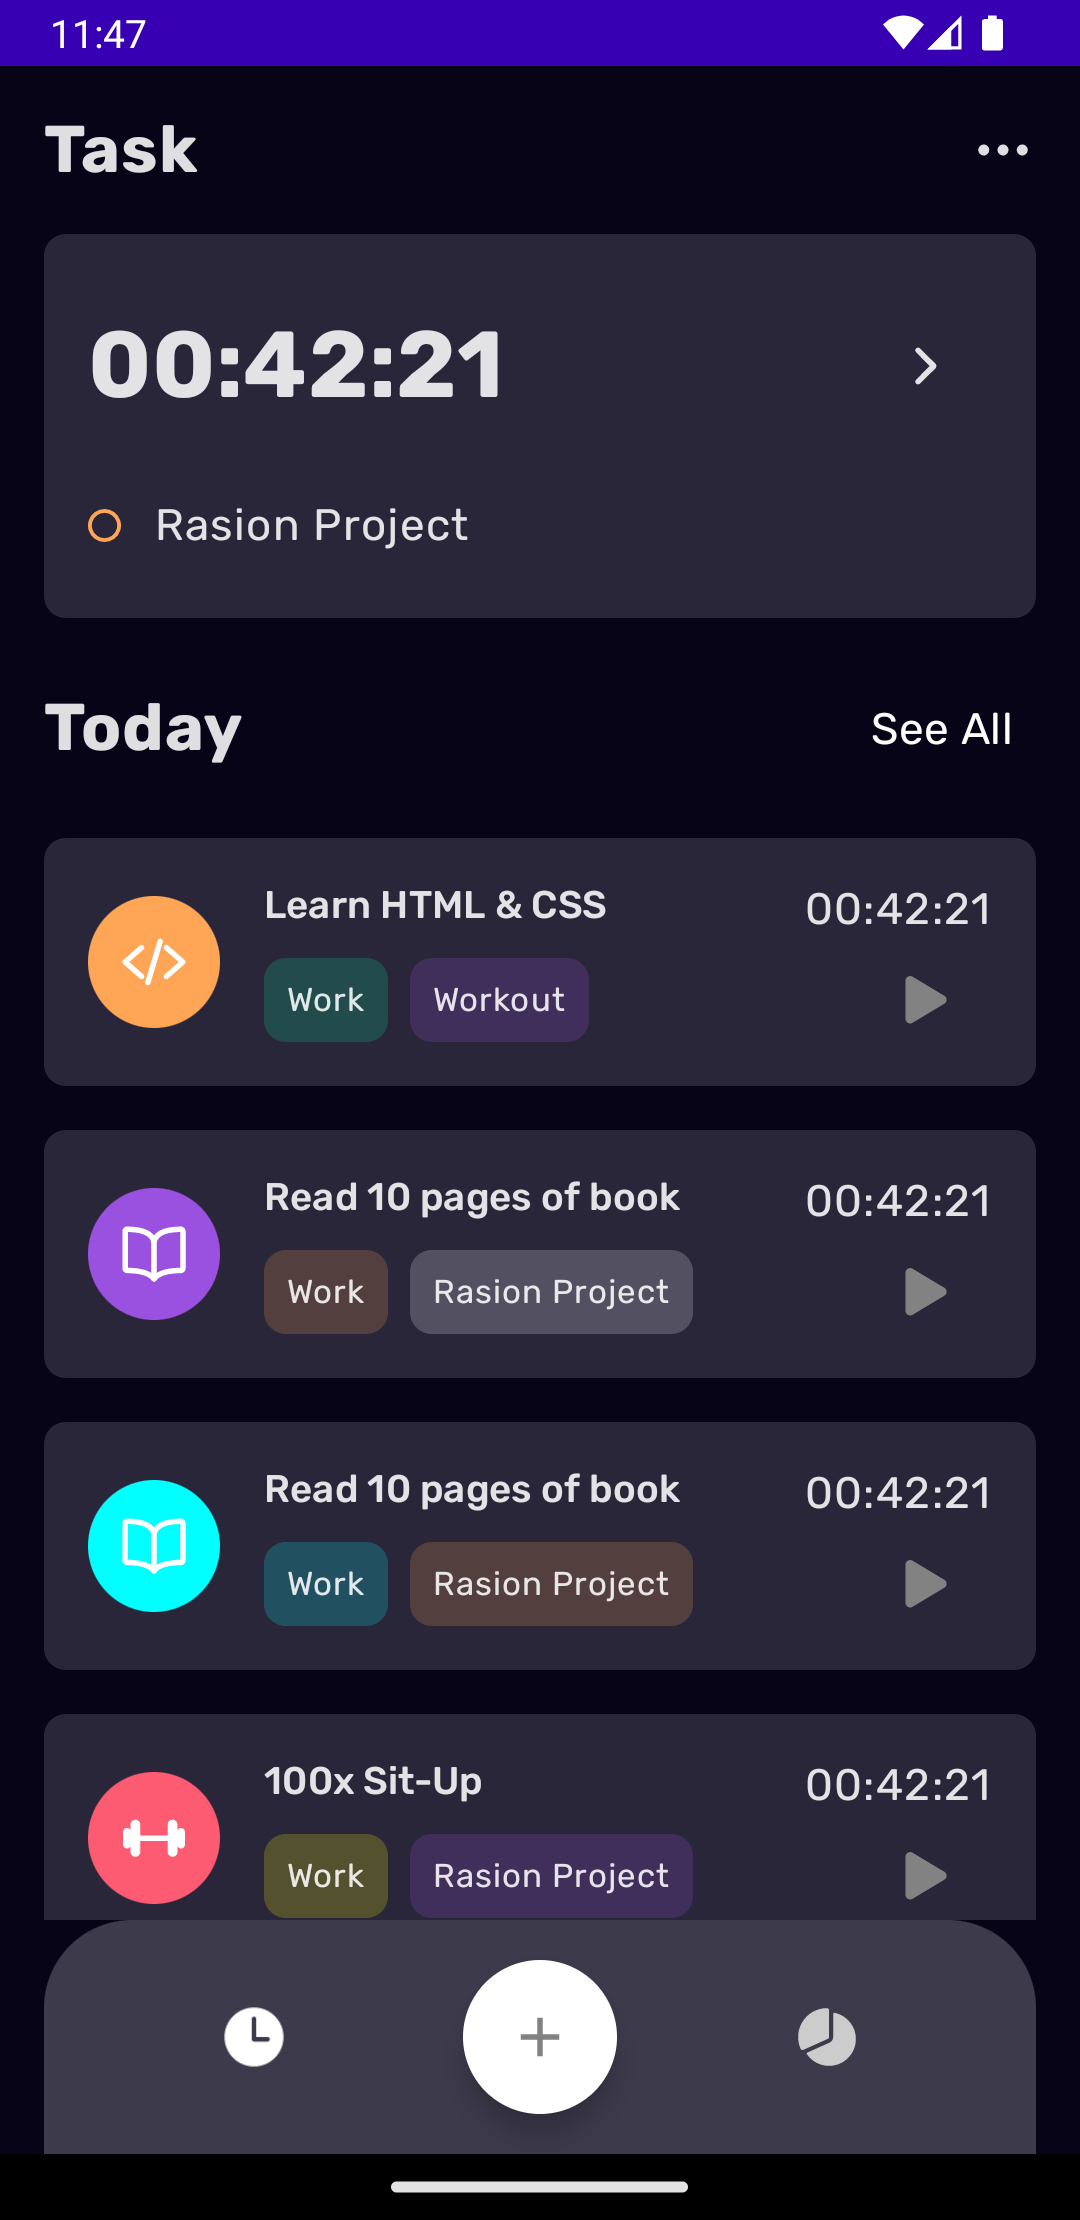 11:47
Task
00:42:21
Rasion Project
Today
See All
Learn HTML & CSS
00:42:21
Work
Workout
Read 10 pages of book
00:42:21
Work
Rasion Project
Read 10 pages of book
00:42:21
Work
Rasion Project
100x Sit-Up
00:42:21
Work
Rasion Project